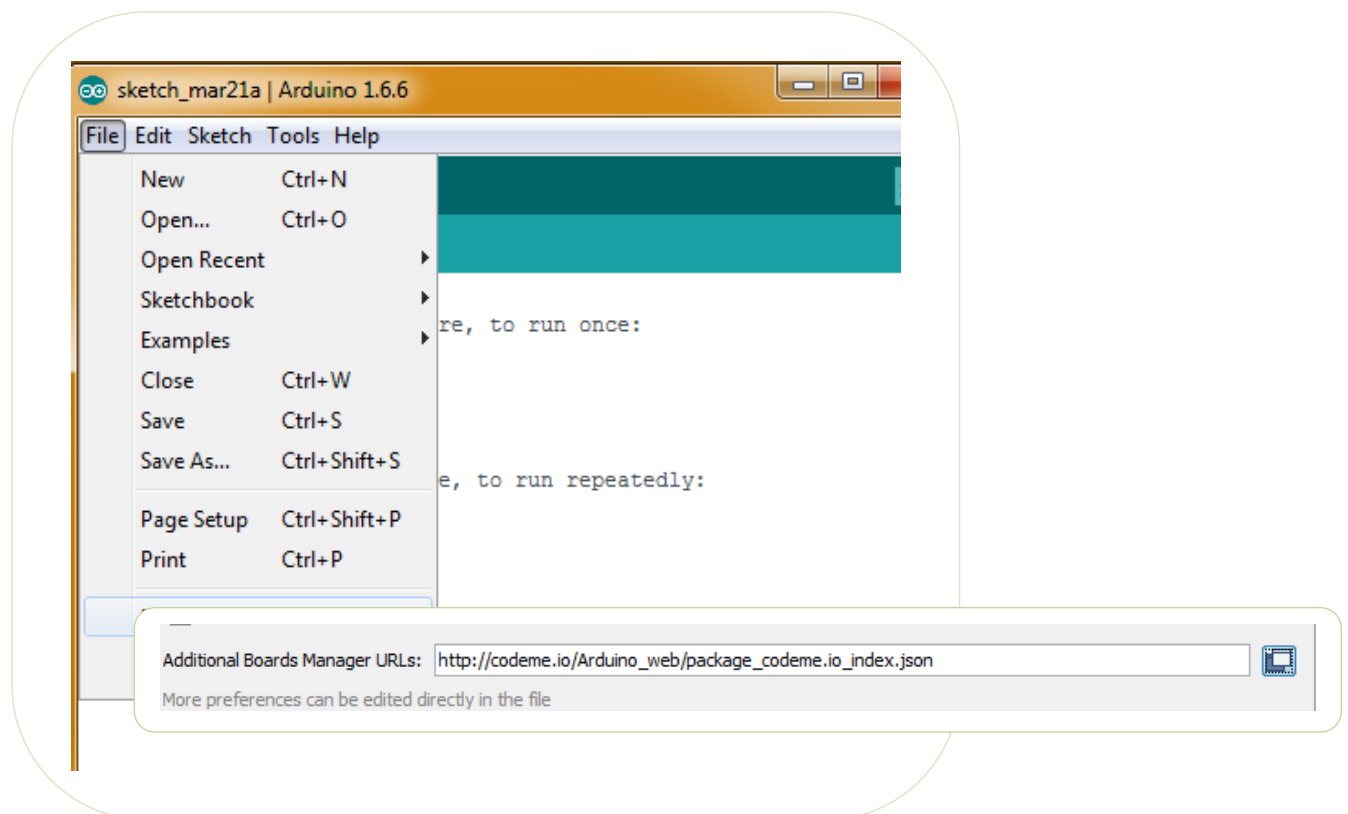 sketch_mar21a | Arduino 1.6.6
File Edit Sketch Tools Help
New Ctrl+N
Open... Ctrl+O
Open Recent
Sketchbook
Examples
Close Ctrl+W
Save Ctrl+S
Save As... Ctrl+Shift+S
Page Setup Ctrl+Shift+P
Print Ctrl+P
re, to run once:
e, to run repeatedly:
Additional Boards Manager URLs: http://codeme.io/Arduino_web/package_codeme.io_index.json
More preferences can be edited directly in the file